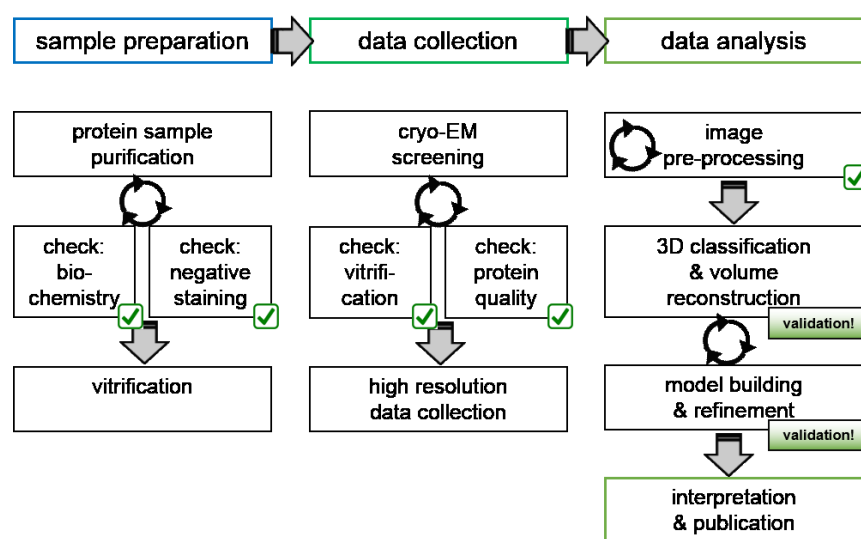 sample preparation
data collection
data analysis
protein sample
purification
check:
bio-
chemistry
check:
negative
staining
vitrification
cryo-EM
screening
check:
vitrifi-
cation
check:
protein
quality
high resolution
data collection
image
pre-processing
3D classification
& volume
reconstruction
validation!
model building
& refinement
validation!
interpretation
& publication